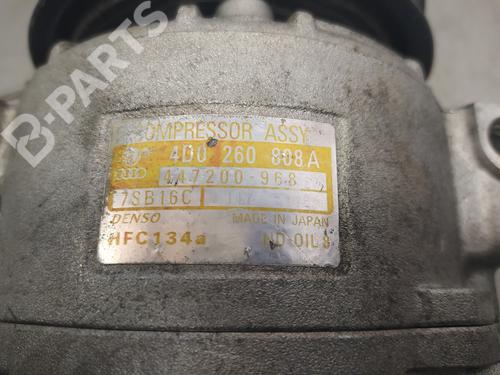 B-PARTS
COMPRESSOR ASSY
4D0 260 808A
447200-968
7SB16C
DENSO MADE IN JAPAN
HFC134a ND-OIL8